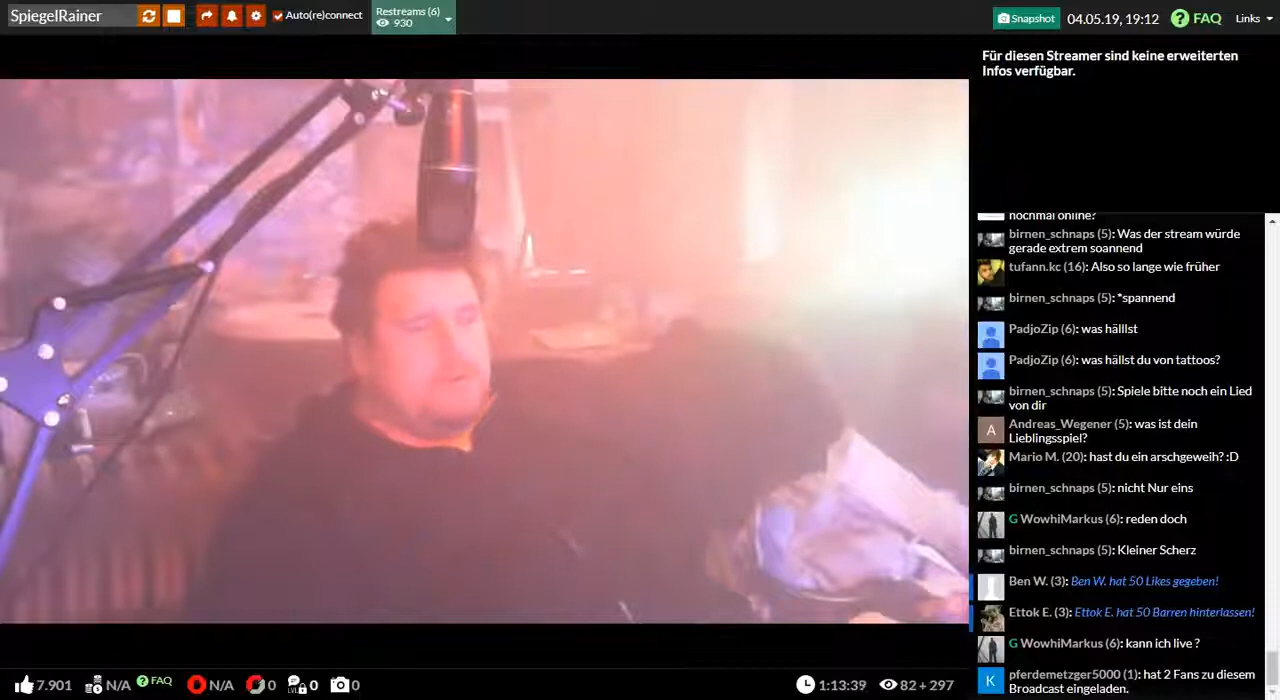 SpiegelRainer
Auto(re)connect
Restreams (6)
930
Snapshot
04.05.19, 19:12
FAQ
Links
Für diesen Streamer sind keine erweiterten
Infos verfügbar.
nochmal online?
birnen_schnaps (5): Was der stream würde
gerade extrem soannend
tufann.kc (16): Also so lange wie früher
birnen_schnaps (5): *spannend
PadjoZip (6): was hälllst
PadjoZip (6): was hällst du von tattoos?
birnen_schnaps (5): Spiele bitte noch ein Lied
von dir
A
Andreas_Wegener (5): was ist dein
Lieblingsspiel?
Mario M. (20): hast du ein arschgeweih? :D
birnen_schnaps (5): nicht Nur eins
G WowhiMarkus (6): reden doch
birnen_schnaps (5): Kleiner Scherz
Ben W. (3): Ben W. hat 50 Likes gegeben!
Ettok E. (3): Ettok E. hat 50 Barren hinterlassen!
G WowhiMarkus (6): kann ich live ?
K
pferdemetzger5000 (1): hat 2 Fans zu diesem
Broadcast eingeladen.
7.901
N/A
FAQ
N/A
0
LVL
0
0
1:13:39
82 + 297